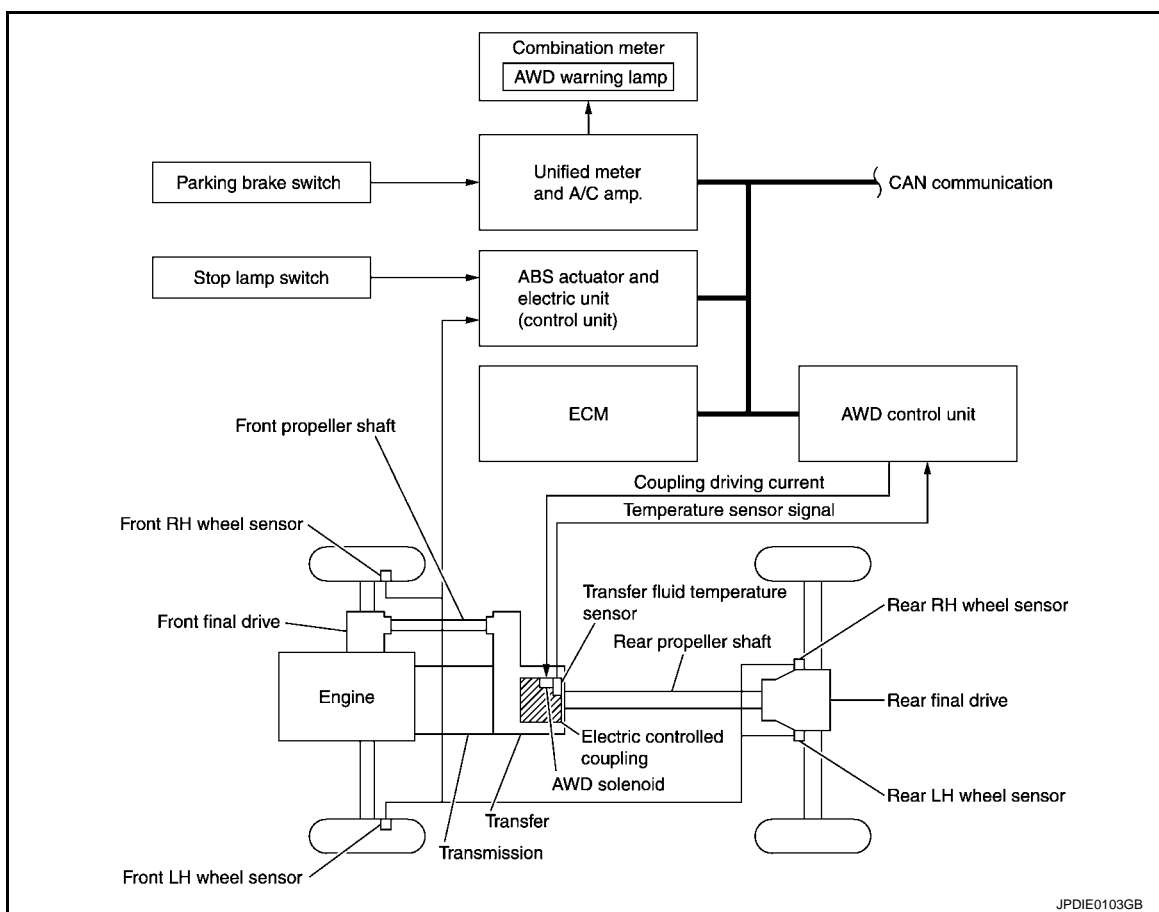 Combination meter
AWD warning lamp
Parking brake switch
Unified meter
and A/C amp.
CAN communication
Stop lamp switch
ABS actuator and
electric unit
(control unit)
ECM
AWD control unit
Front propeller shaft
Coupling driving current
Temperature sensor signal
Front RH wheel sensor
Transfer fluid temperature
sensor
Rear RH wheel sensor
Front final drive
Rear propeller shaft
Engine
Rear final drive
Electric controlled
coupling
AWD solenoid
Rear LH wheel sensor
Transfer
Transmission
Front LH wheel sensor
JPDIE0103GB